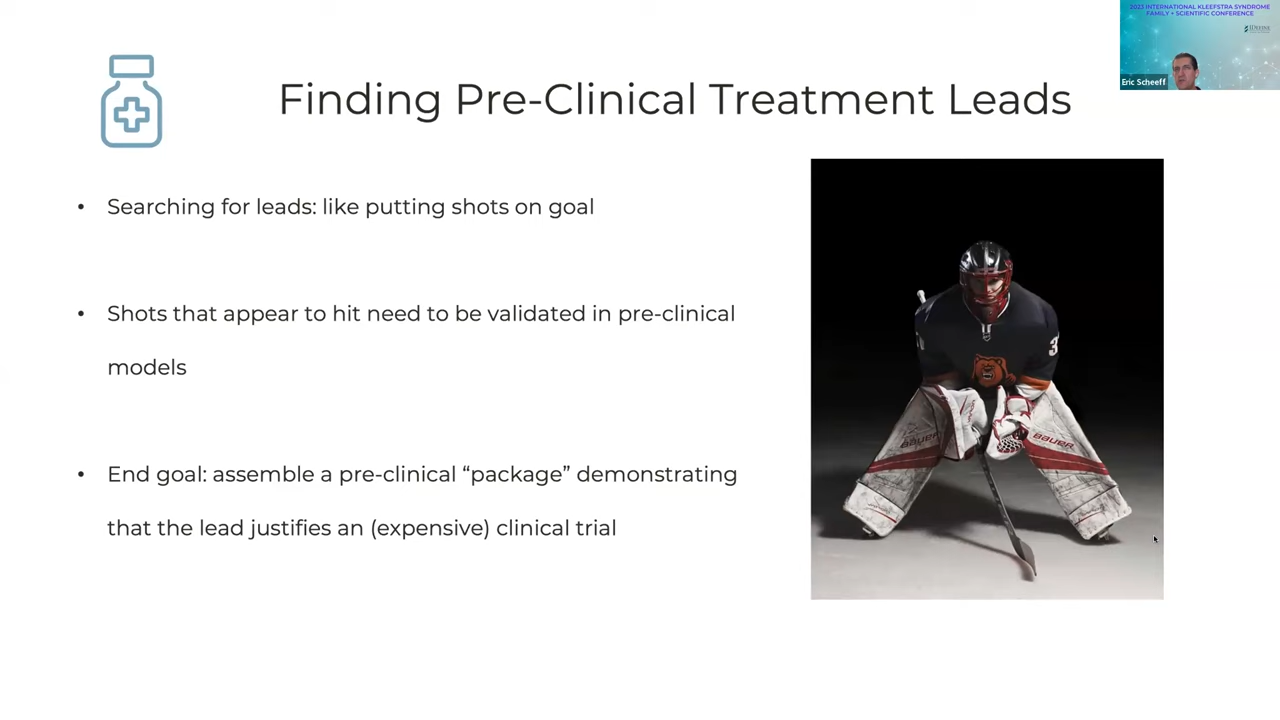 2023 INTERNATIONAL KLEEFSTRA SYNDROME
FAMILY + SCIENTIFIC CONFERENCE
Eric Scheeff
Finding Pre-Clinical Treatment Leads
• Searching for leads: like putting shots on goal
• Shots that appear to hit need to be validated in pre-clinical
models
• End goal: assemble a pre-clinical “package” demonstrating
that the lead justifies an (expensive) clinical trial
BAUER
BAUER